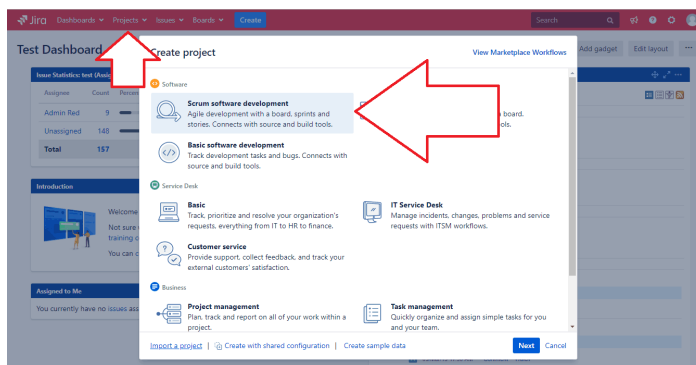 Jira Dashboards Projects Issues Boards Create Search
Test Dashboard
Add gadget Edit layout
Create project
View Marketplace Workflows
Issue Statistics: test (Assig
Assignee Count
Admin Red 9
Unassigned 148
Total 157
Introduction
Welcome
Not sure
training c
You can c
Assigned to Me
You currently have no issues ass
Software
Scrum software development
Agile development with a board, sprints and
stories. Connects with source and build tools.
board.
ols.
Basic software development
Track development tasks and bugs. Connects with
source and build tools.
Service Desk
Basic
Track, prioritize and resolve your organization's
requests, everything from IT to HR to finance.
IT Service Desk
Manage incidents, changes, problems and service
requests with ITSM workflows.
Customer service
Provide support, collect feedback, and track your
external customers' satisfaction.
Business
Project management
Plan, track and report on all of your work within a
project.
Task management
Quickly organize and assign simple tasks for you
and your team.
Import a project | Create with shared configuration | Create sample data
Next Cancel